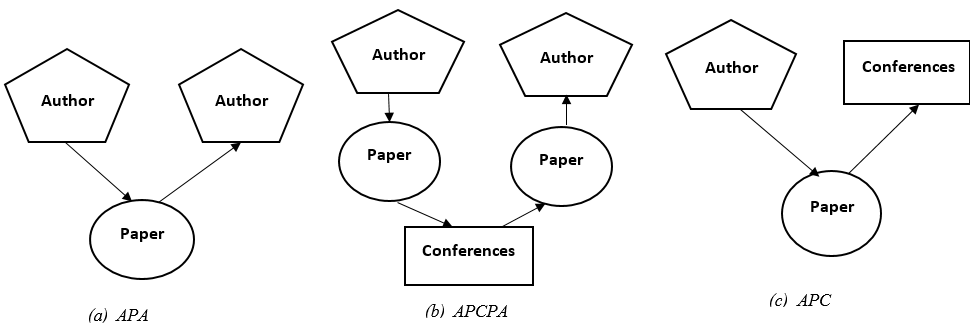 Author
Author
Paper
(a) APA
Author
Author
Paper
Paper
Conferences
(b) APCPA
Author
Conferences
Paper
(c) APC